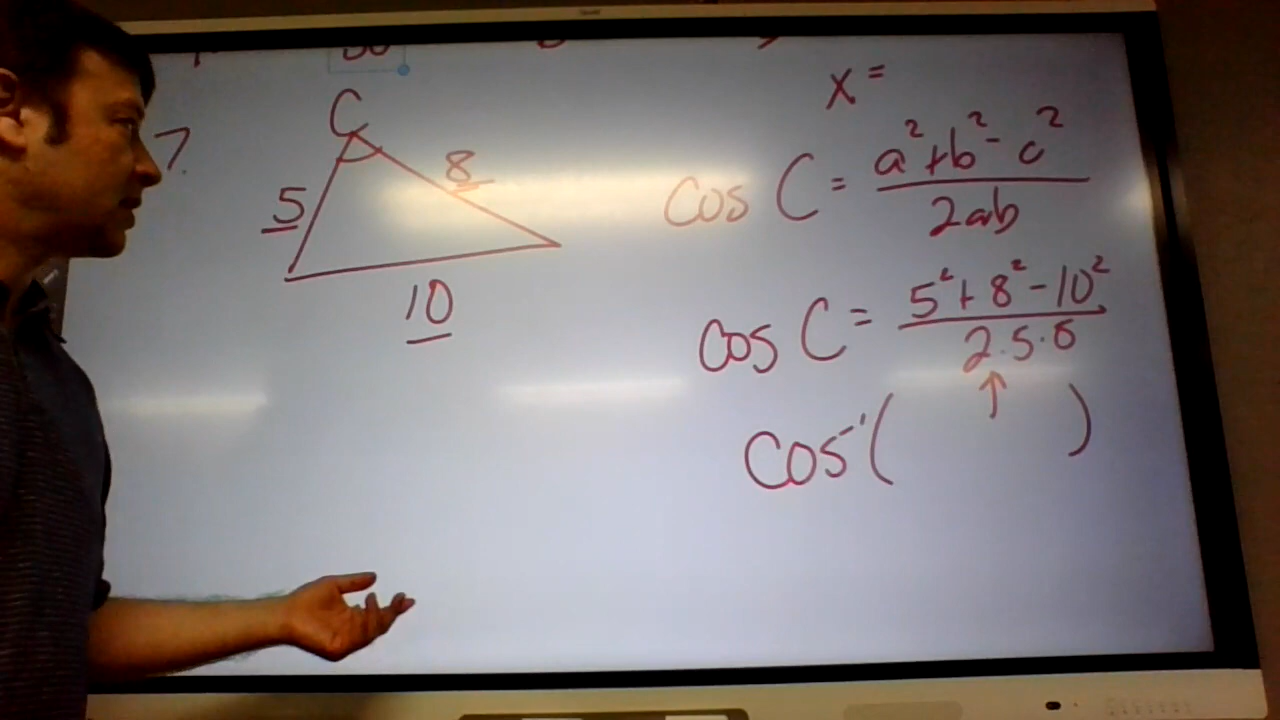 7.
C
5
8
10
x =
cos C = a²+b²-c² / 2ab
cos C = 5²+8²-10² / 2·5·8
cos⁻¹( )